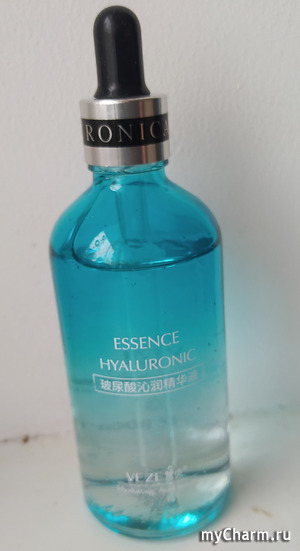 RONICA
ESSENCE
HYALURONIC
玻尿酸沁润精华液
VEZE
myCharm.ru